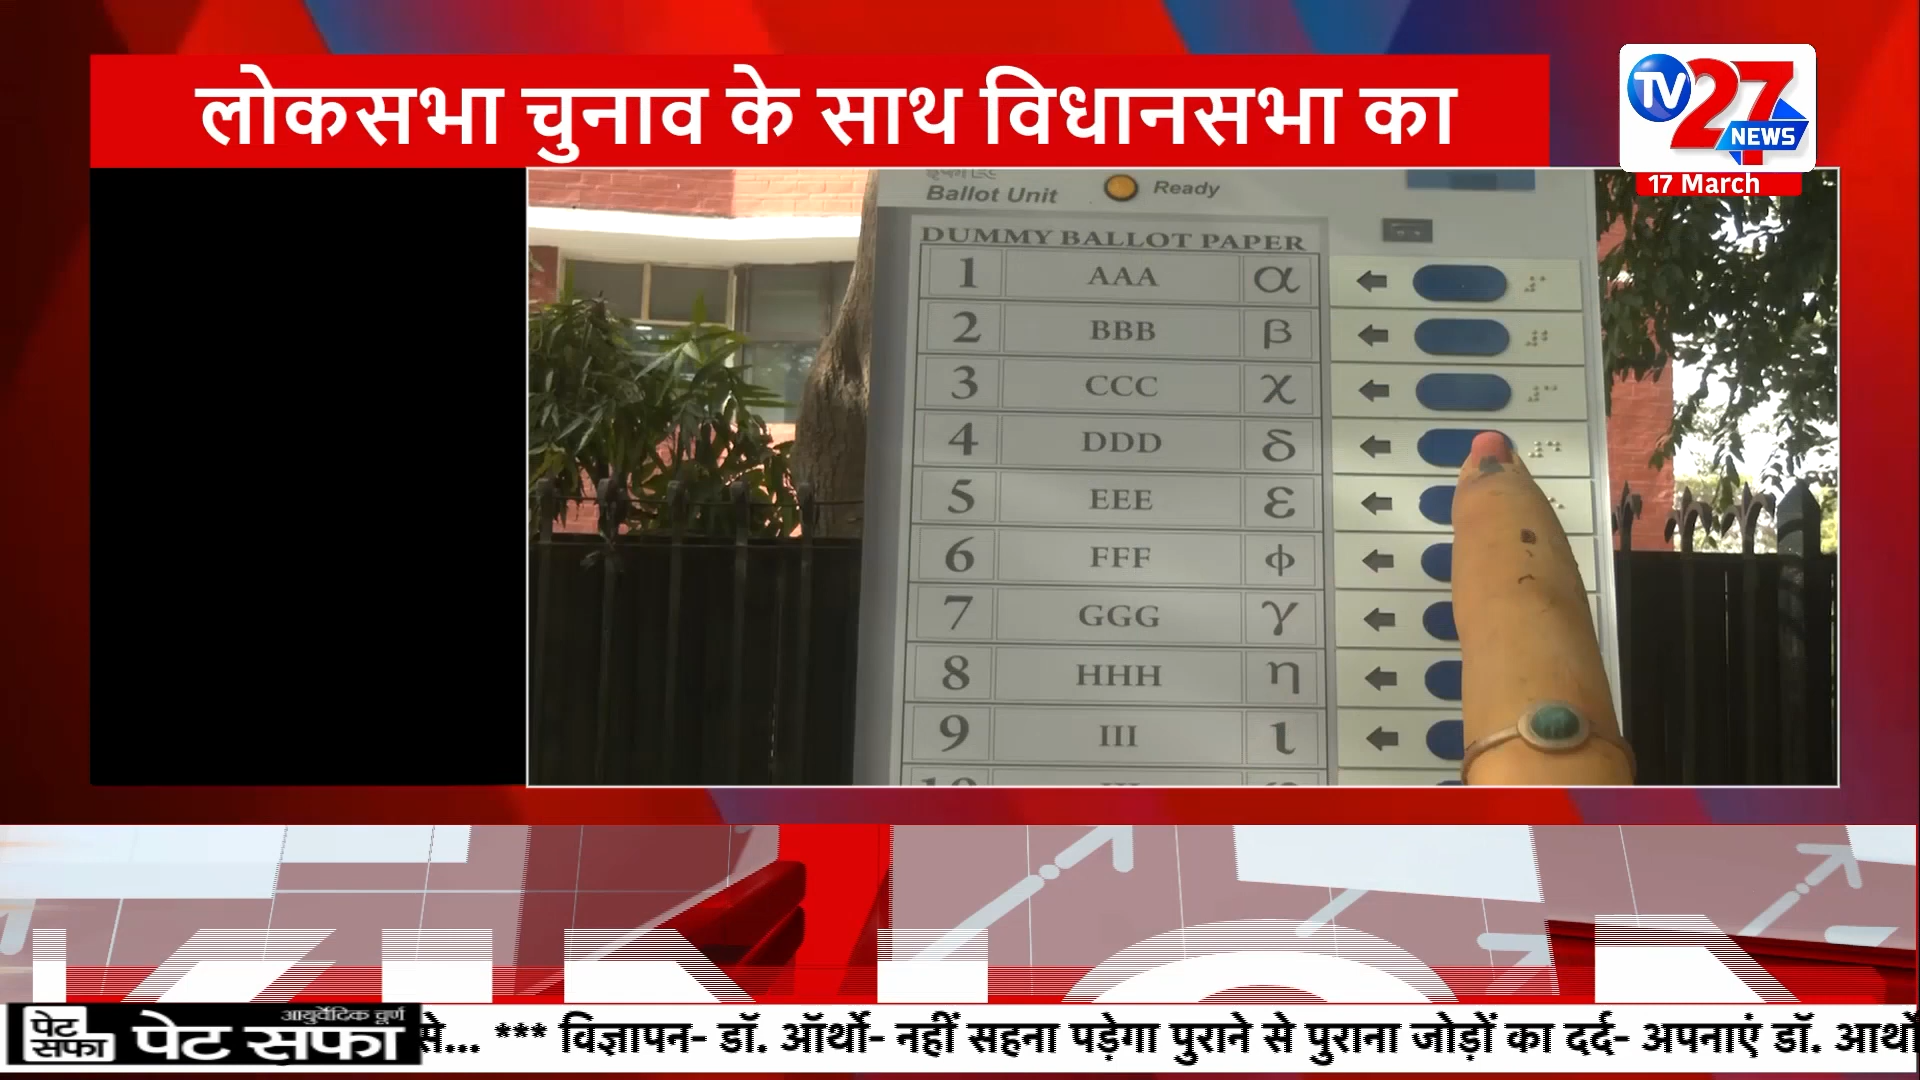 लोकसभा चुनाव के साथ विधानसभा का
TV 27 NEWS
17 March
Ballot Unit
Ready
DUMMY BALLOT PAPER
1 AAA α
2 BBB β
3 CCC χ
4 DDD δ
5 EEE ε
6 FFF ϕ
7 GGG γ
8 HHH η
9 III ι
आयुर्वेदिक चूर्ण
पेट सफा
पेट सफा
से... *** विज्ञापन- डॉ. ऑर्थो- नहीं सहना पड़ेगा पुराने से पुराना जोड़ों का दर्द- अपनाएं डॉ. आर्थो